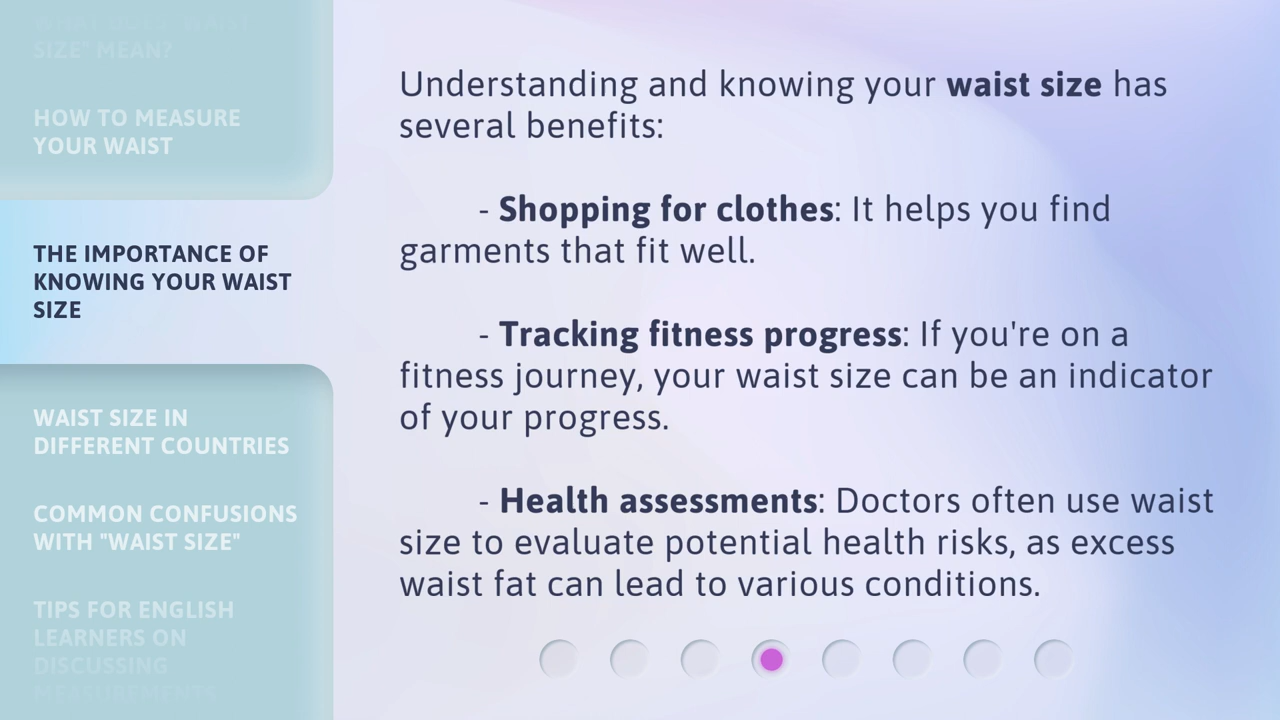 SIZE" MEAN?
HOW TO MEASURE
YOUR WAIST
THE IMPORTANCE OF
KNOWING YOUR WAIST
SIZE
WAIST SIZE IN
DIFFERENT COUNTRIES
COMMON CONFUSIONS
WITH "WAIST SIZE"
TIPS FOR ENGLISH
LEARNERS ON
DISCUSSING
MEASUREMENTS
Understanding and knowing your waist size has
several benefits:
- Shopping for clothes: It helps you find
garments that fit well.
- Tracking fitness progress: If you're on a
fitness journey, your waist size can be an indicator
of your progress.
- Health assessments: Doctors often use waist
size to evaluate potential health risks, as excess
waist fat can lead to various conditions.